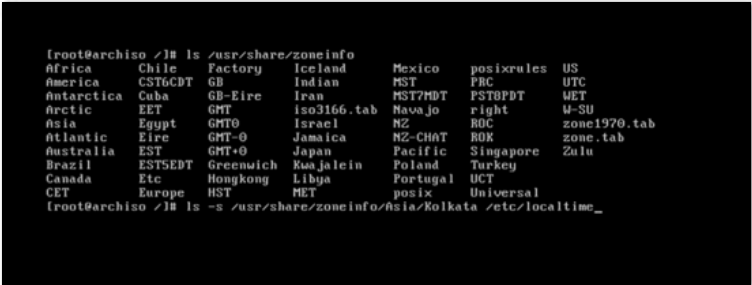 [root@archiso /]# ls /usr/share/zoneinfo
Africa Chile Factory Iceland Mexico posixrules US
America CST6CDT GB Indian MST PRC UTC
Antarctica Cuba GB-Eire Iran MST7MDT PST8PDT WET
Arctic EET GMT iso3166.tab Navajo right W-SU
Asia Egypt GMT0 Israel NZ ROC zone1970.tab
Atlantic Eire GMT-0 Jamaica NZ-CHAT ROK zone.tab
Australia EST GMT+0 Japan Pacific Singapore Zulu
Brazil EST5EDT Greenwich Kwajalein Poland Turkey
Canada Etc Hongkong Libya Portugal UCT
CET Europe HST MET posix Universal
[root@archiso /]# ls -s /usr/share/zoneinfo/Asia/Kolkata /etc/localtime_